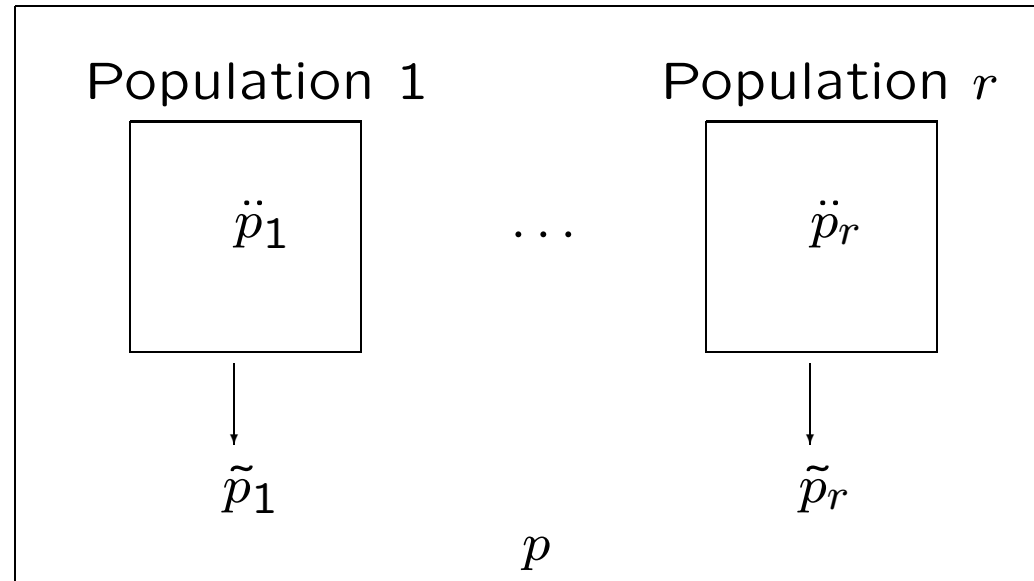 Population 1 Population r
p̈₁ ... p̈ᵣ
p̃₁ p̃ᵣ
p